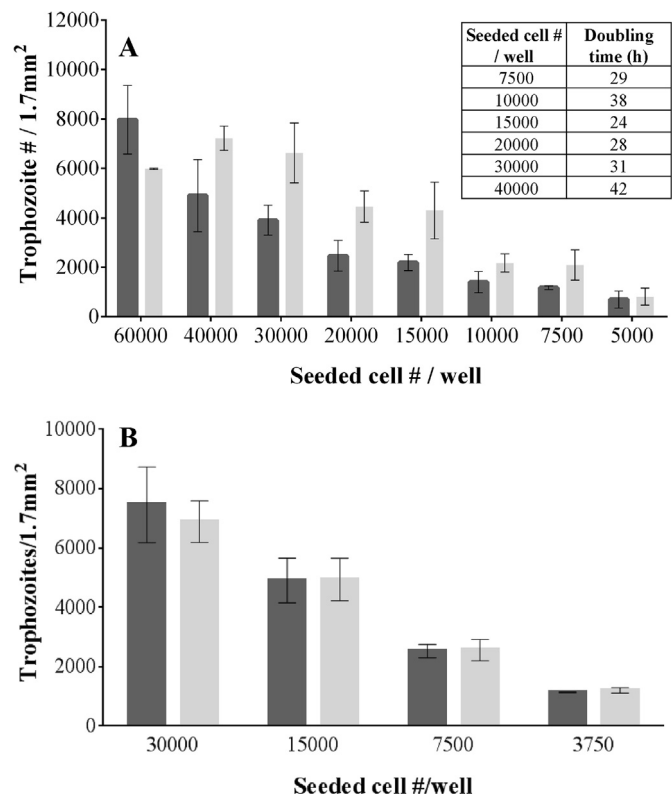 A
Trophozoite # / 1.7mm²
12000
10000
8000
6000
4000
2000
0
Seeded cell # / well Doubling time (h)
7500 29
10000 38
15000 24
20000 28
30000 31
40000 42
60000 40000 30000 20000 15000 10000 7500 5000
Seeded cell # / well
B
Trophozoites/1.7mm²
10000
8000
6000
4000
2000
0
30000 15000 7500 3750
Seeded cell #/well